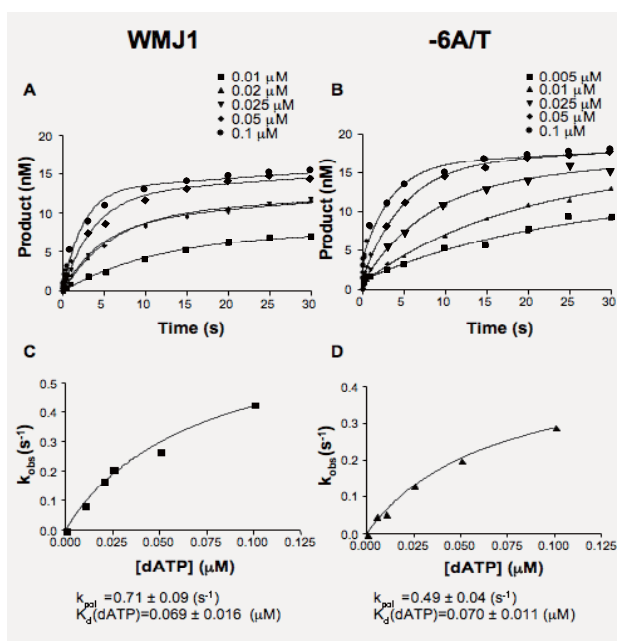 WMJ1
-6A/T
A
0.01 μM
0.02 μM
0.025 μM
0.05 μM
0.1 μM
Product (nM)
20
15
10
5
0
0 5 10 15 20 25 30
Time (s)
B
0.005 μM
0.01 μM
0.025 μM
0.05 μM
0.1 μM
Product (nM)
20
15
10
5
0
0 5 10 15 20 25 30
Time (s)
C
kobs(s-1)
0.5
0.4
0.3
0.2
0.1
0.0
0.000 0.025 0.050 0.075 0.100 0.125
[dATP] (μM)
kpol =0.71 ± 0.09 (s-1)
Kd(dATP)=0.069 ± 0.016 (μM)
D
kobs(s-1)
0.4
0.3
0.2
0.1
0.0
0.000 0.025 0.050 0.075 0.100 0.125
[dATP] (μM)
kpol =0.49 ± 0.04 (s-1)
Kd(dATP)=0.070 ± 0.011 (μM)